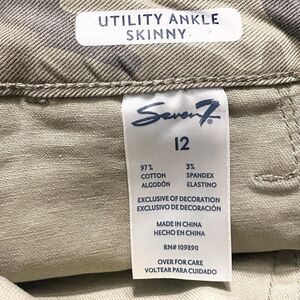 UTILITY ANKLE
SKINNY
Seven7
12
97% 3%
COTTON SPANDEX
ALGODÓN ELASTINO
EXCLUSIVE OF DECORATION
EXCLUSIVO DE DECORACIÓN
MADE IN CHINA
HECHO EN CHINA
RN# 109890
OVER FOR CARE
VOLTEAR PARA CUIDADO